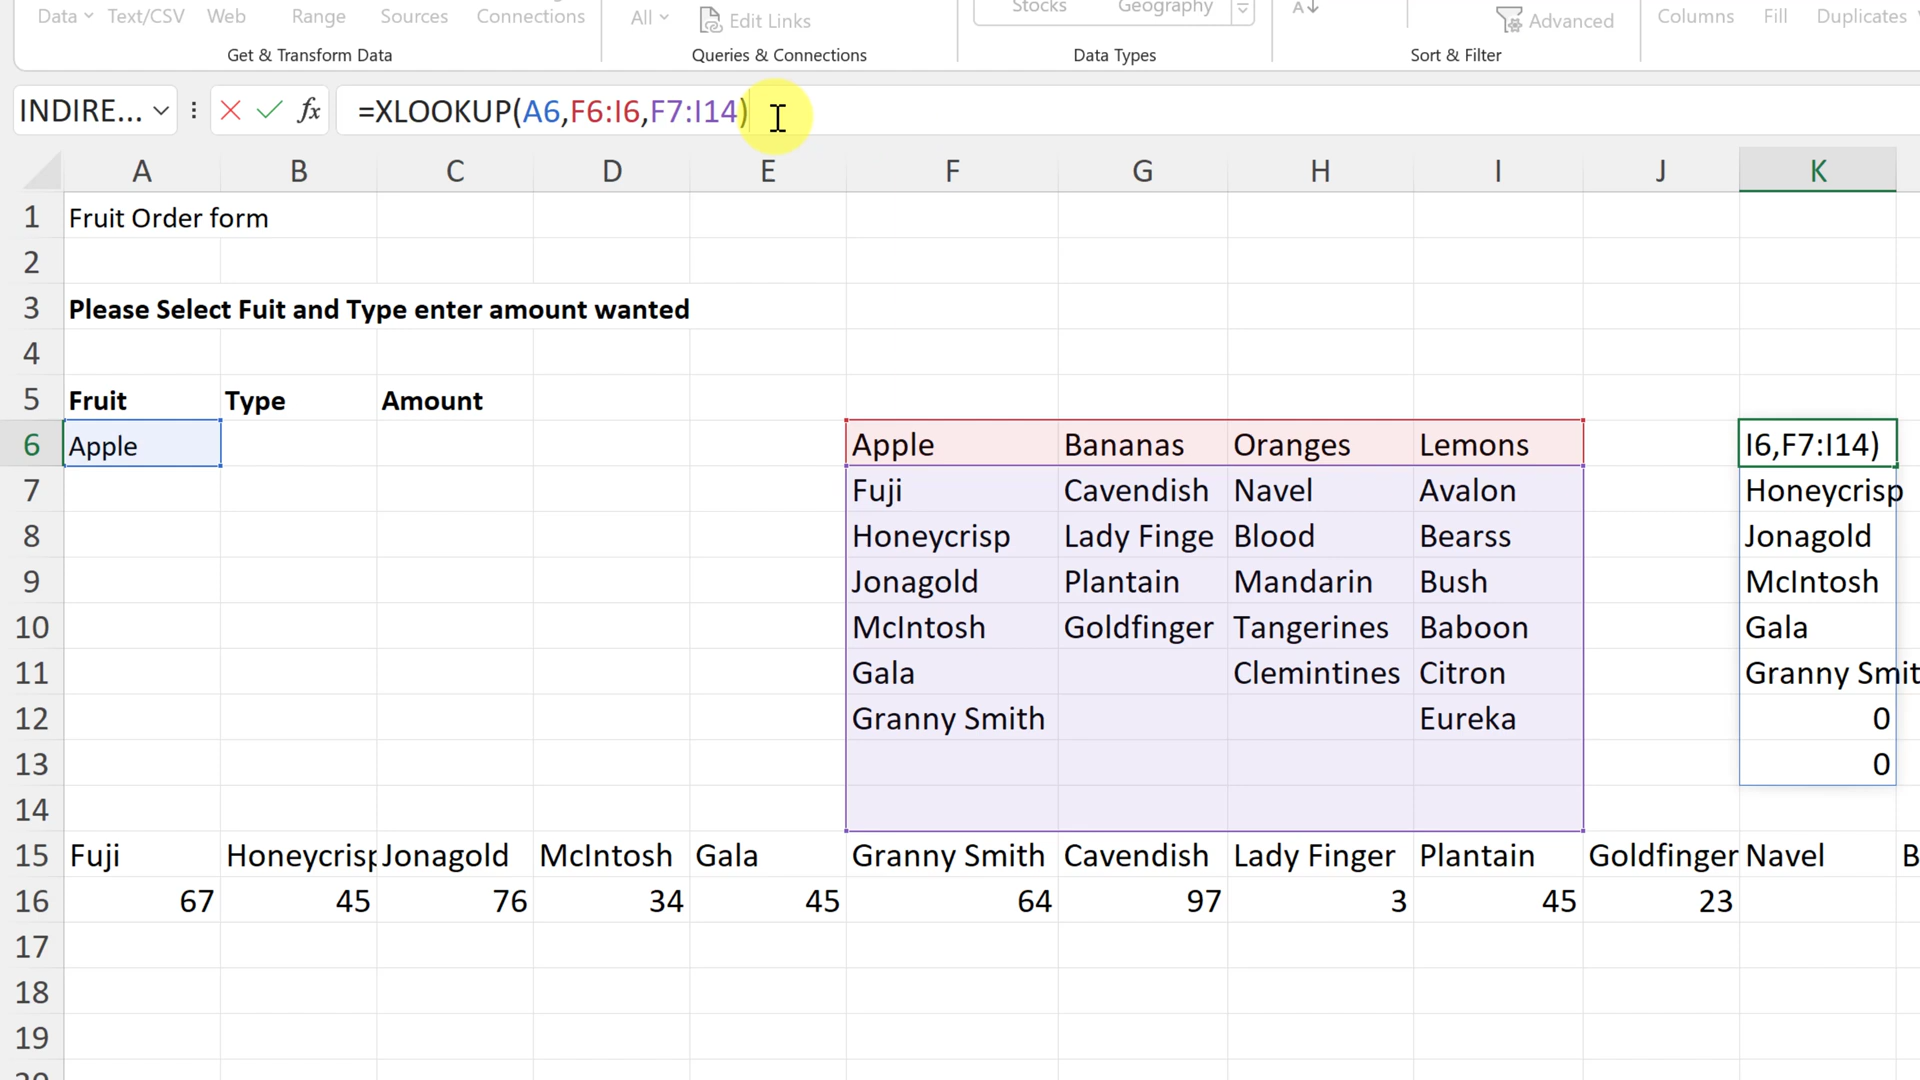 Data Text/CSV Web Range Sources Connections All Edit Links Stocks Geography Advanced Columns Fill Duplicates
Get & Transform Data Queries & Connections Data Types Sort & Filter
INDIRE... fx =XLOOKUP(A6,F6:I6,F7:I14)
A B C D E F G H I J K
1 Fruit Order form
2
3 Please Select Fuit and Type enter amount wanted
4
5 Fruit Type Amount
6 Apple Apple Bananas Oranges Lemons I6,F7:I14)
7 Fuji Cavendish Navel Avalon Honeycrisp
8 Honeycrisp Lady Finge Blood Bearss Jonagold
9 Jonagold Plantain Mandarin Bush McIntosh
10 McIntosh Goldfinger Tangerines Baboon Gala
11 Gala Clemintines Citron Granny Smit
12 Granny Smith Eureka 0
13 0
14
15 Fuji Honeycrisp Jonagold McIntosh Gala Granny Smith Cavendish Lady Finger Plantain Goldfinger Navel B
16 67 45 76 34 45 64 97 3 45 23
17
18
19